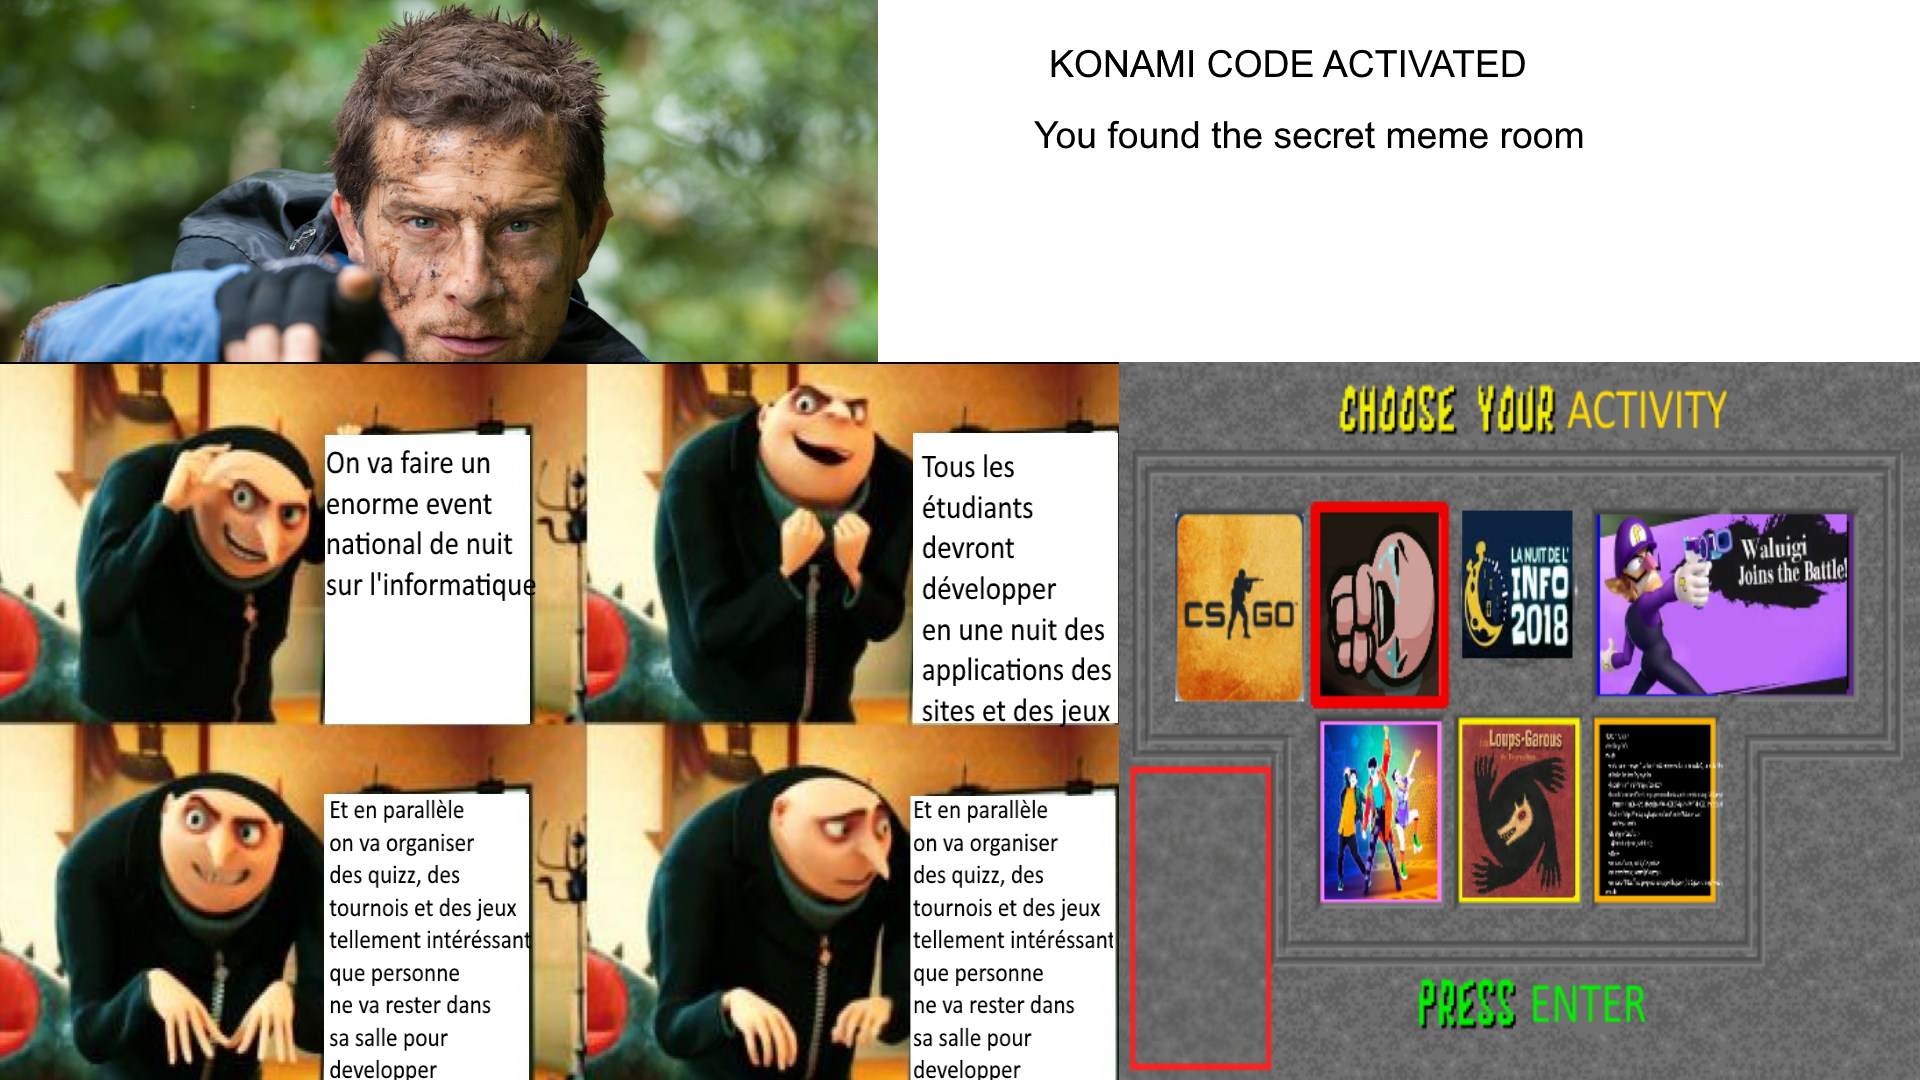 KONAMI CODE ACTIVATED
You found the secret meme room
On va faire un
enorme event
national de nuit
sur l'informatique
Tous les
étudiants
devront
développer
en une nuit des
applications des
sites et des jeux
Et en parallèle
on va organiser
des quizz, des
tournois et des jeux
tellement intéréssant
que personne
ne va rester dans
sa salle pour
developper
Et en parallèle
on va organiser
des quizz, des
tournois et des jeux
tellement intéréssant
que personne
ne va rester dans
sa salle pour
developper
CHOOSE YOUR ACTIVITY
CS GO
LA NUIT DE L'
INFO
2018
Waluigi
Joins the Battle!
Loups-Garous
PRESS ENTER